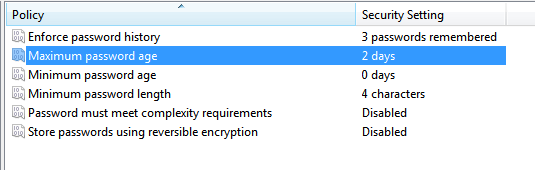 Policy Security Setting
Enforce password history 3 passwords remembered
Maximum password age 2 days
Minimum password age 0 days
Minimum password length 4 characters
Password must meet complexity requirements Disabled
Store passwords using reversible encryption Disabled